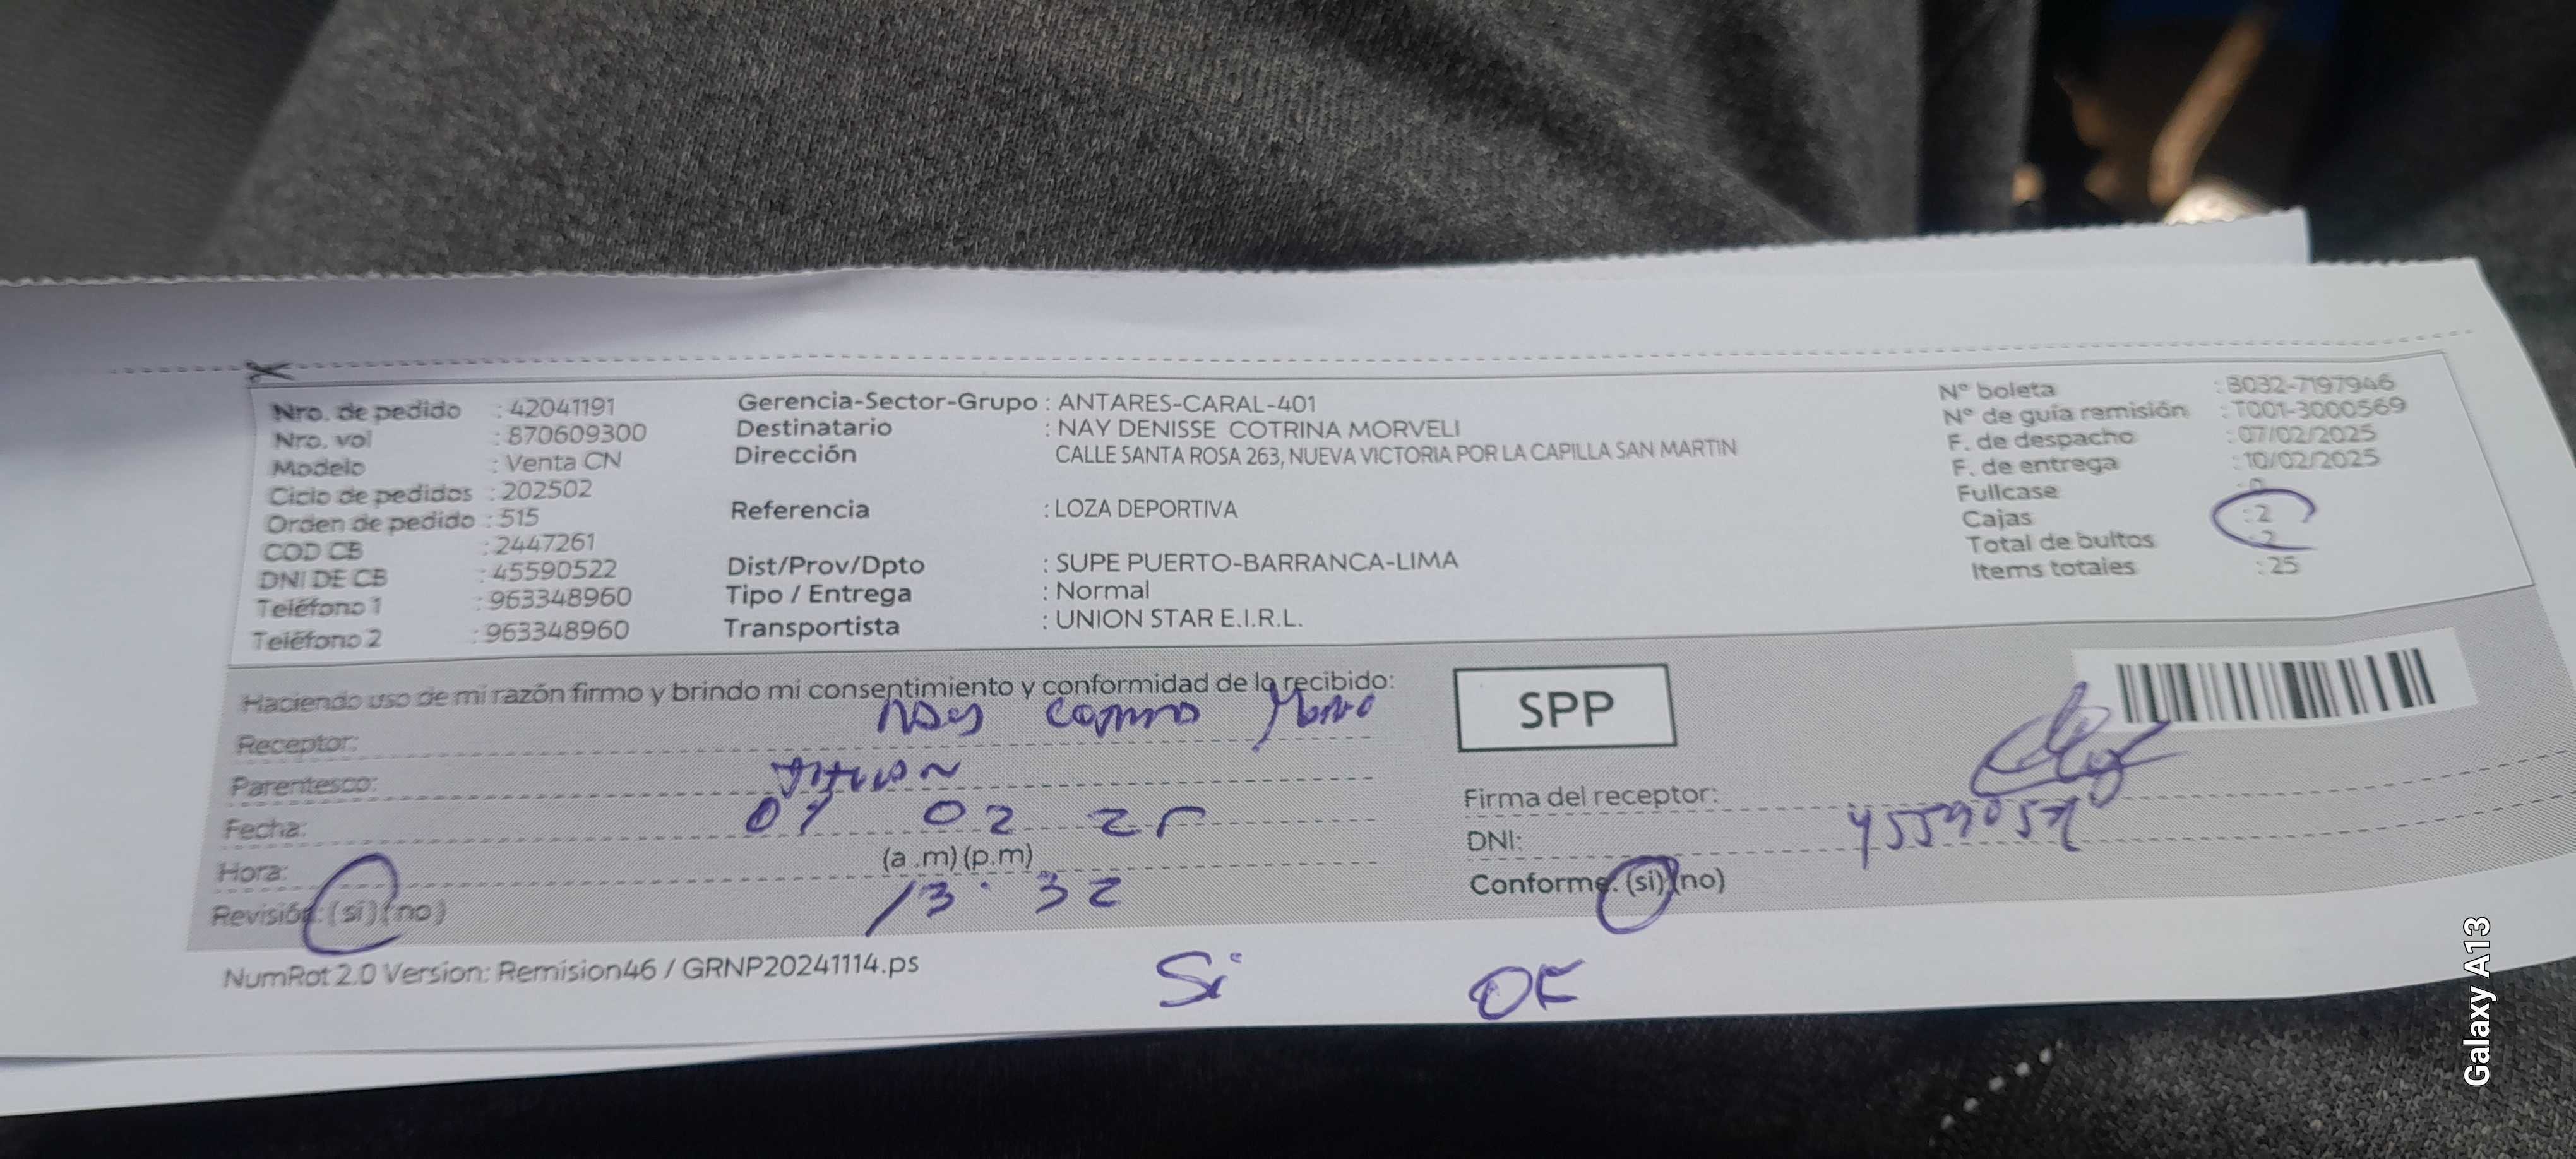 Nro. de pedido : 42041191
Nro. vol : 870609300
Modelo : Venta CN
Ciclo de pedidos : 202502
Orden de pedido : 515
COD CB : 2447261
DNI DE CB : 45590522
Teléfono 1 : 963348960
Teléfono 2 : 963348960
Gerencia-Sector-Grupo : ANTARES-CARAL-401
Destinatario : NAY DENISSE COTRINA MORVELI
Dirección CALLE SANTA ROSA 263, NUEVA VICTORIA POR LA CAPILLA SAN MARTIN
Referencia : LOZA DEPORTIVA
Dist/Prov/Dpto : SUPE PUERTO-BARRANCA-LIMA
Tipo / Entrega : Normal
Transportista : UNION STAR E.I.R.L.
N° boleta : B032-7197946
N° de guía remisión : T001-3000569
F. de despacho : 07/02/2025
F. de entrega : 10/02/2025
Fullcase : 0
Cajas : 2
Total de bultos : 2
Items totales : 25
Haciendo uso de mi razón firmo y brindo mi consentimiento y conformidad de lo recibido:
Receptor:
Parentesco:
Fecha: 02 25
Hora: (a .m) (p.m)
13:32
Revisión: (si) (no)
SPP
Firma del receptor:
DNI:
Conforme: (si) (no)
NumRot 2.0 Version: Remision46 / GRNP20241114.ps
Si OK
Galaxy A13